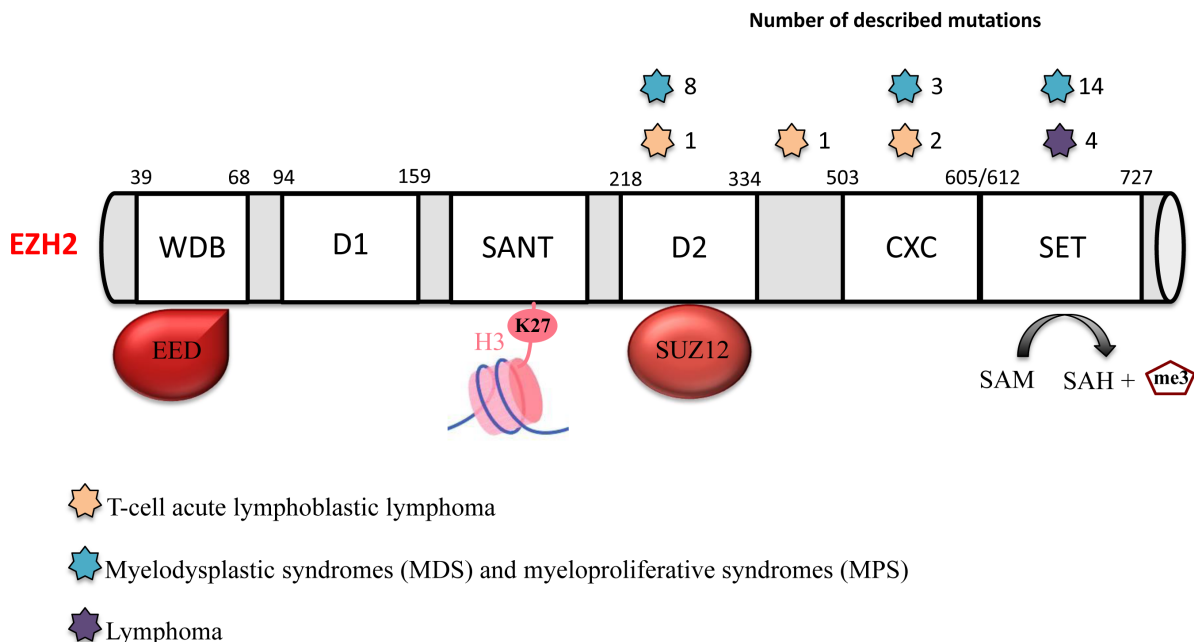 Number of described mutations
8 3 14
1 1 2 4
39 68 94 159 218 334 503 605/612 727
EZH2 WDB D1 SANT D2 CXC SET
EED H3 K27 SUZ12
SAM SAH + me3
T-cell acute lymphoblastic lymphoma
Myelodysplastic syndromes (MDS) and myeloproliferative syndromes (MPS)
Lymphoma